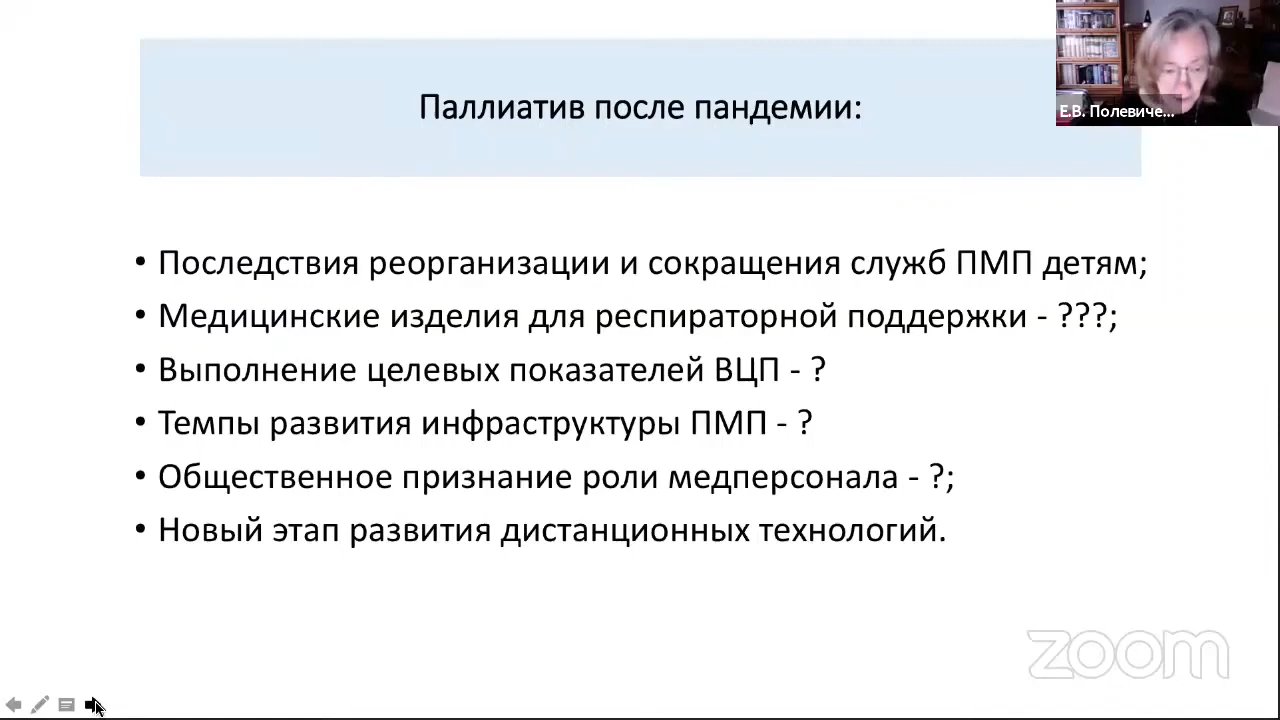 Паллиатив после пандемии:
Е.В. Полевиче...
• Последствия реорганизации и сокращения служб ПМП детям;
• Медицинские изделия для респираторной поддержки - ???;
• Выполнение целевых показателей ВЦП - ?
• Темпы развития инфраструктуры ПМП - ?
• Общественное признание роли медперсонала - ?;
• Новый этап развития дистанционных технологий.
zoom